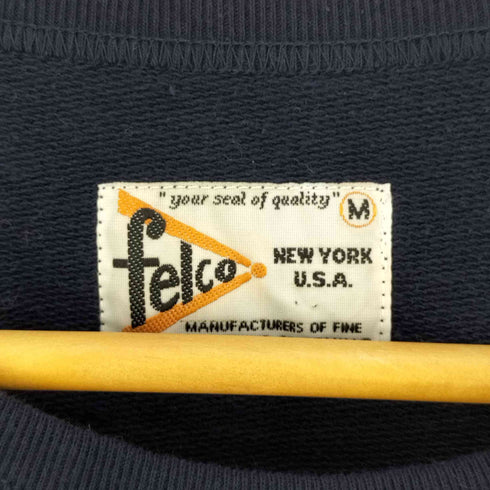 "your seal of quality" M
felco
NEW YORK
U.S.A.
MANUFACTURERS OF FINE